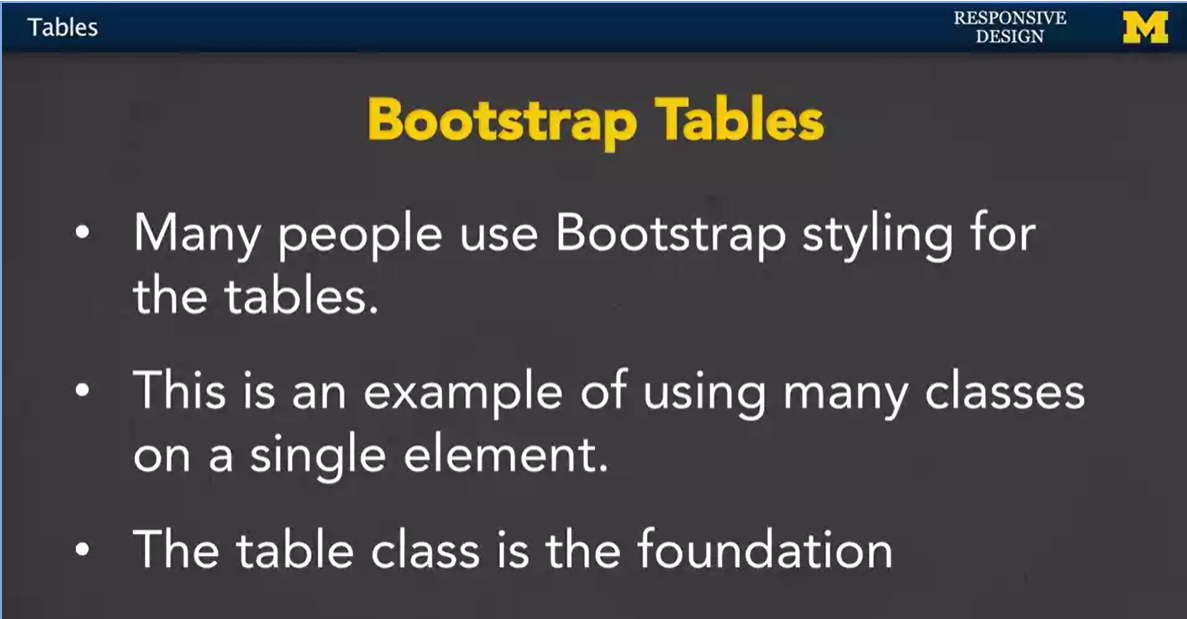 Tables
RESPONSIVE
DESIGN
M
Bootstrap Tables
• Many people use Bootstrap styling for
the tables.
• This is an example of using many classes
on a single element.
• The table class is the foundation